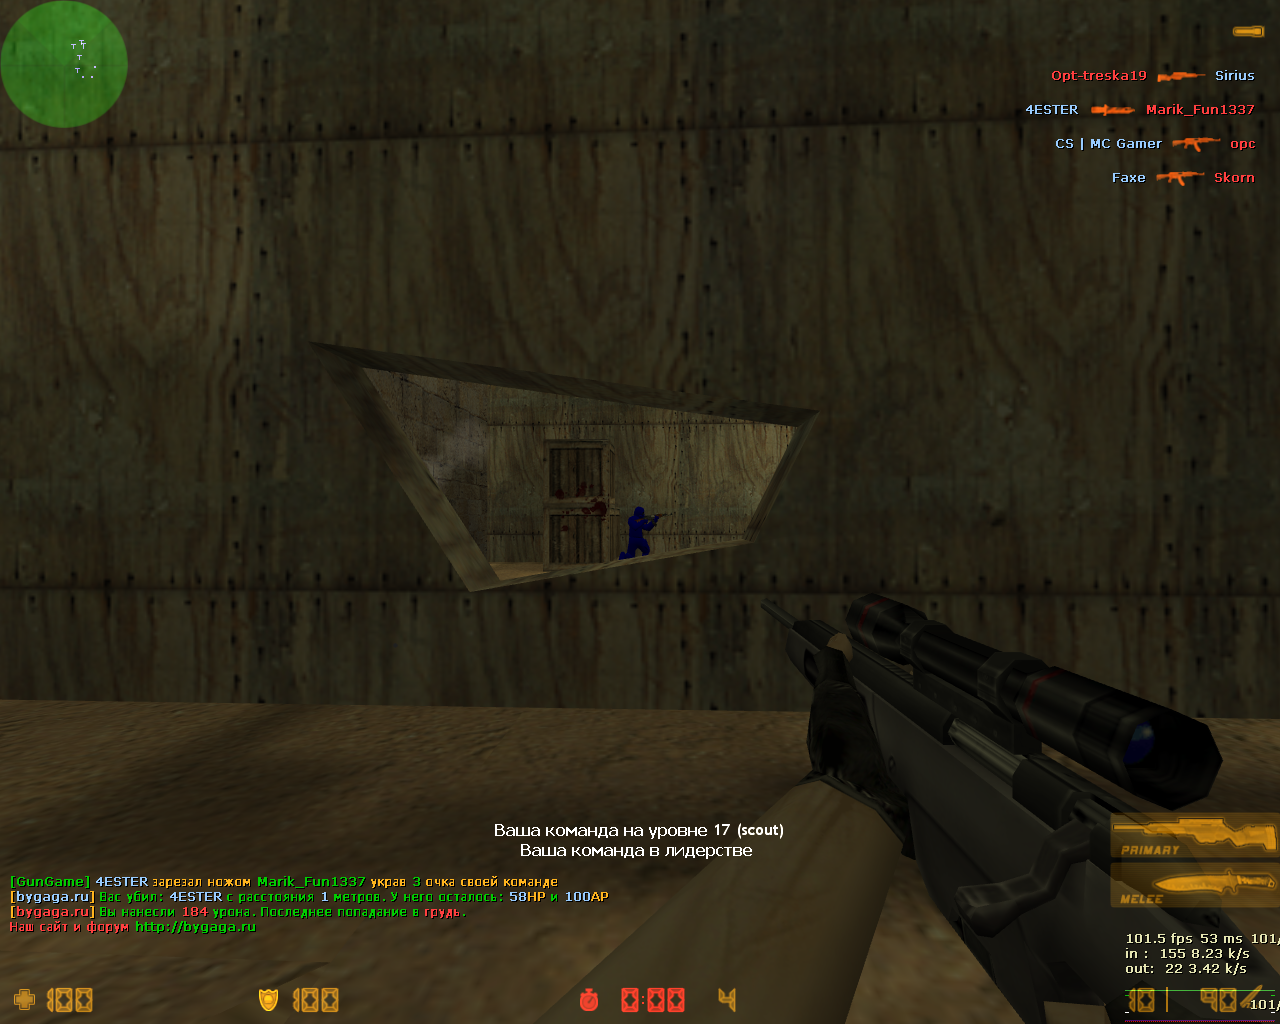 Opt-treska19 Sirius
4ESTER Marik_Fun1337
CS | MC Gamer opc
Faxe Skorn
Ваша команда на уровне 17 (scout)
Ваша команда в лидерстве
PRIMARY
MELEE
[GunGame] 4ESTER зарезал ножом Marik_Fun1337 украв 3 очка своей команде
[bygaga.ru] Вас убил: 4ESTER с расстояния 1 метров. У него осталось: 58HP и 100AP
[bygaga.ru] Вы нанесли 184 урона. Последнее попадание в грудь.
Наш сайт и форум http://bygaga.ru
101.5 fps 53 ms 101/
in : 155 8.23 k/s
out: 22 3.42 k/s
100 100 0:00 4 10 | 90
101/